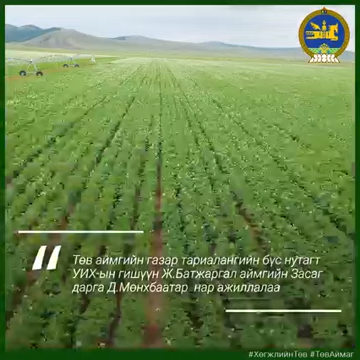 Төв аймгийн газар тариалангийн бүс нутагт
УИХ-ын гишүүн Ж.Батжаргал аймгийн Засаг
дарга Д.Мөнхбаатар нар ажиллалаа
#ХөгжлийнТөв #ТөвАймаг